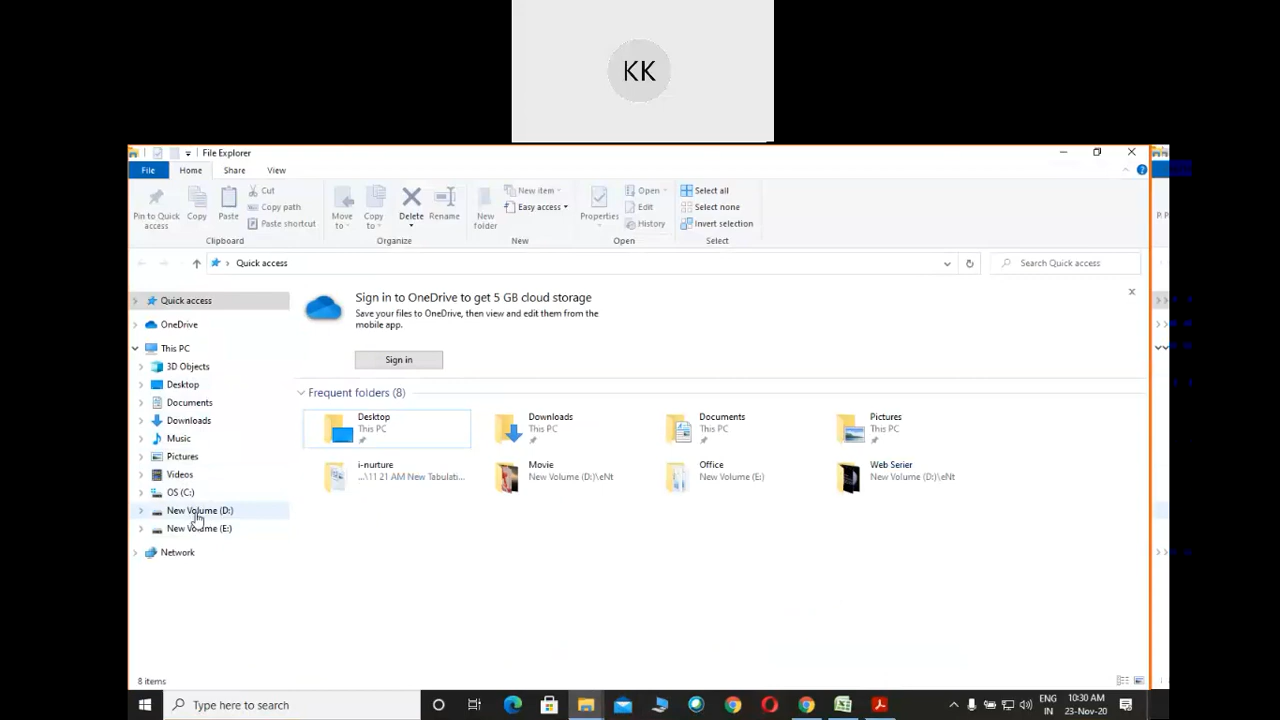 KK
File Explorer
File Home Share View
Pin to Quick access
Copy
Paste
Cut
Copy path
Paste shortcut
Clipboard
Move to
Copy to
Delete
Rename
Organize
New folder
New item
Easy access
New
Properties
Open
Edit
History
Open
Select all
Select none
Invert selection
Select
Quick access
Search Quick access
Quick access
OneDrive
This PC
3D Objects
Desktop
Documents
Downloads
Music
Pictures
Videos
OS (C:)
New Volume (D:)
New Volume (E:)
Network
Sign in to OneDrive to get 5 GB cloud storage
Save your files to OneDrive, then view and edit them from the
mobile app.
Sign in
Frequent folders (8)
Desktop
This PC
Downloads
This PC
Documents
This PC
Pictures
This PC
i-nurture
...\11 21 AM New Tabulati...
Movie
New Volume (D:)\eNt
Office
New Volume (E:)
Web Serier
New Volume (D:)\eNt
8 items
Type here to search
ENG
IN
10:30 AM
23-Nov-20